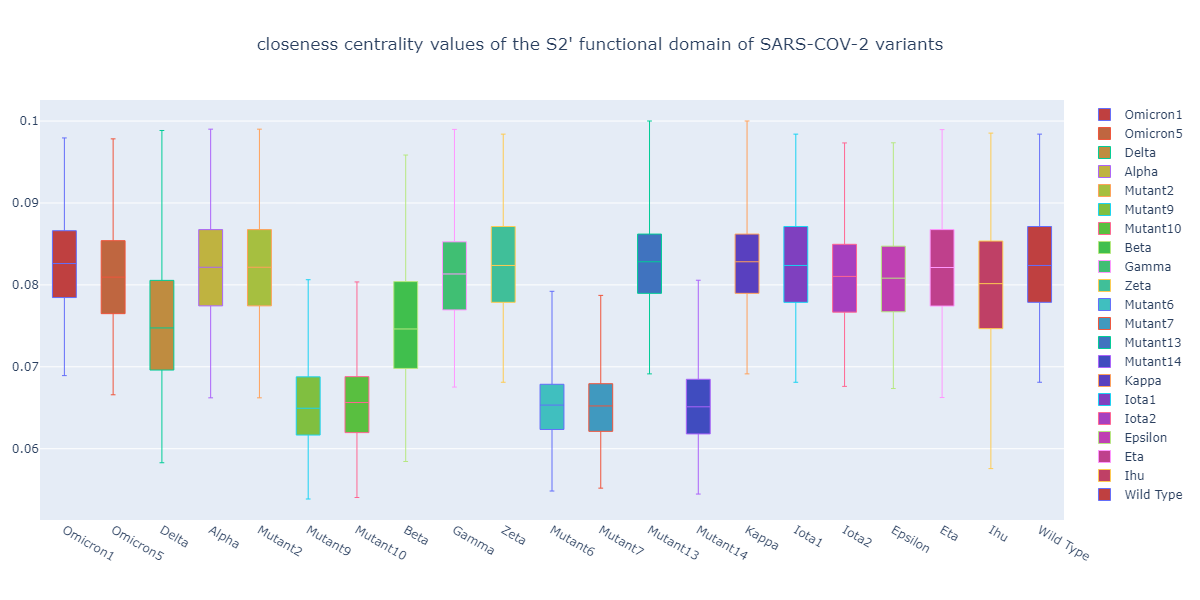 closeness centrality values of the S2' functional domain of SARS-COV-2 variants
0.1
0.09
0.08
0.07
0.06
Omicron1
Omicron5
Delta
Alpha
Mutant2
Mutant9
Mutant10
Beta
Gamma
Zeta
Mutant6
Mutant7
Mutant13
Mutant14
Kappa
Iota1
Iota2
Epsilon
Eta
Ihu
Wild Type
Omicron1
Omicron5
Delta
Alpha
Mutant2
Mutant9
Mutant10
Beta
Gamma
Zeta
Mutant6
Mutant7
Mutant13
Mutant14
Kappa
Iota1
Iota2
Epsilon
Eta
Ihu
Wild Type